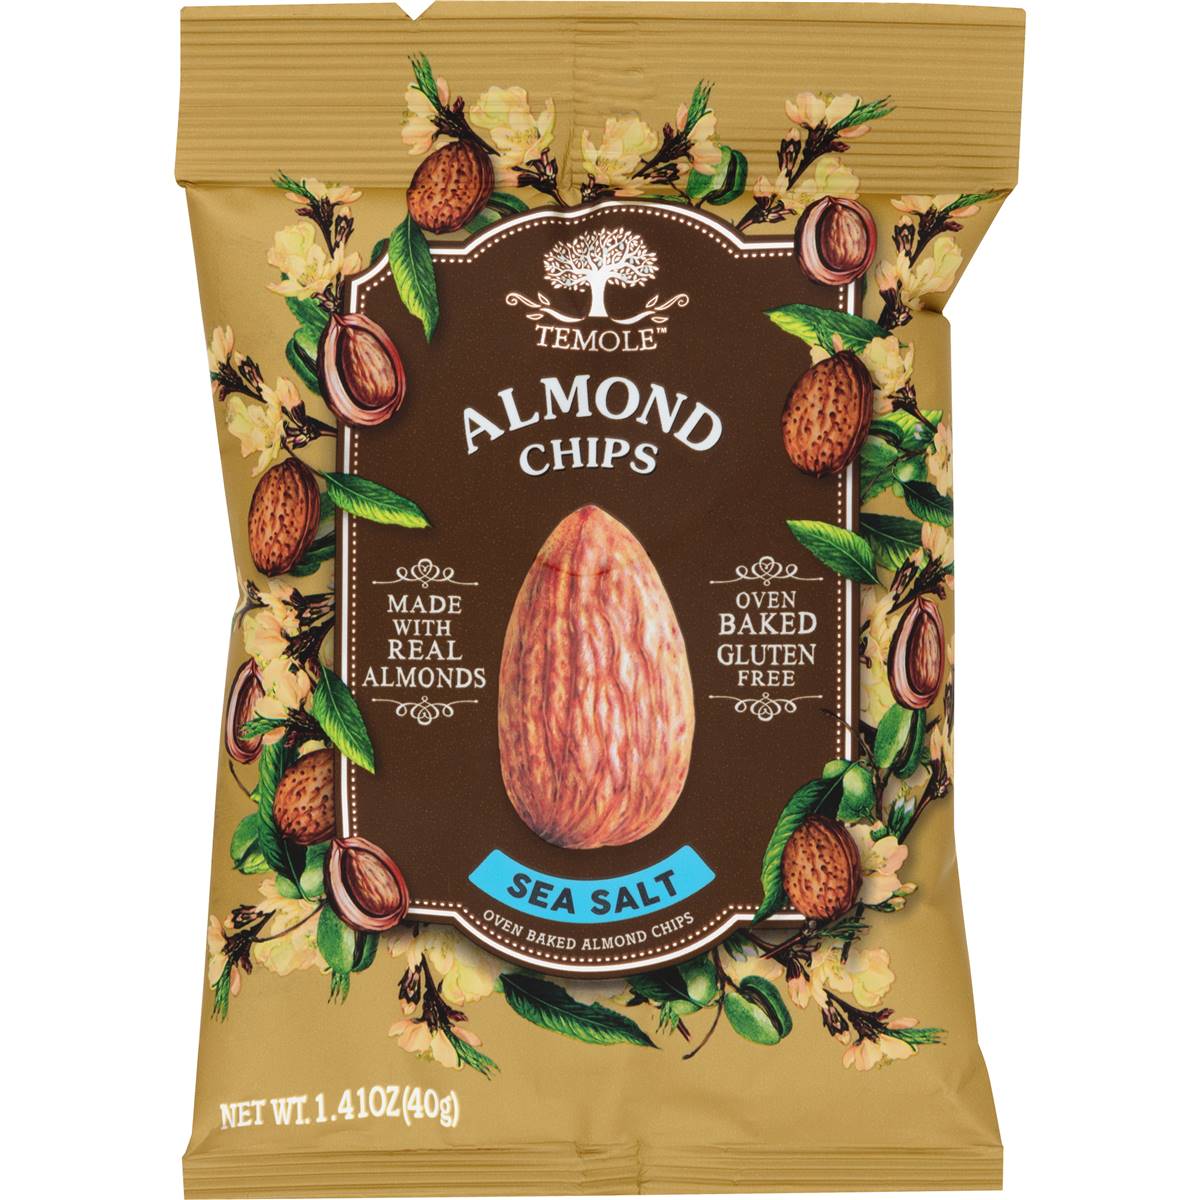 TEMOLE™
ALMOND
CHIPS
MADE
WITH
REAL
ALMONDS
OVEN
BAKED
GLUTEN
FREE
SEA SALT
OVEN BAKED ALMOND CHIPS
NET WT. 1.41OZ(40g)